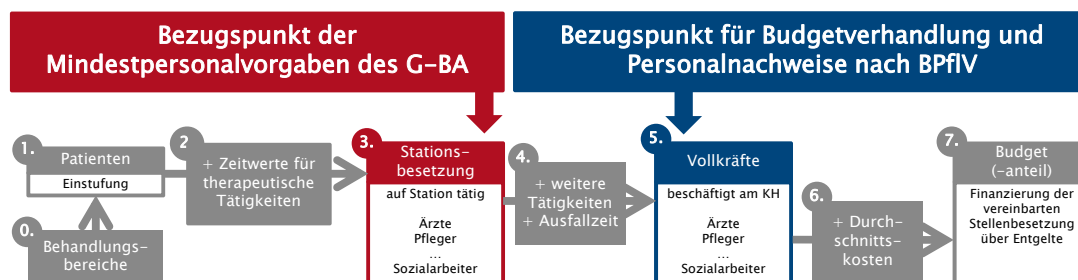 Bezugspunkt der
Mindestpersonalvorgaben des G-BA
Bezugspunkt für Budgetverhandlung und
Personalnachweise nach BPflV
1.
Patienten
Einstufung
0.
Behandlungs-
bereiche
2
+ Zeitwerte für
therapeutische
Tätigkeiten
3.
Stations-
besetzung
auf Station tätig
Ärzte
Pfleger
...
Sozialarbeiter
4.
+ weitere
Tätigkeiten
+ Ausfallzeit
5.
Vollkräfte
beschäftigt am KH
Ärzte
Pfleger
...
Sozialarbeiter
6.
+ Durch-
schnitts-
kosten
7.
Budget
(-anteil)
Finanzierung der
vereinbarten
Stellenbesetzung
über Entgelte